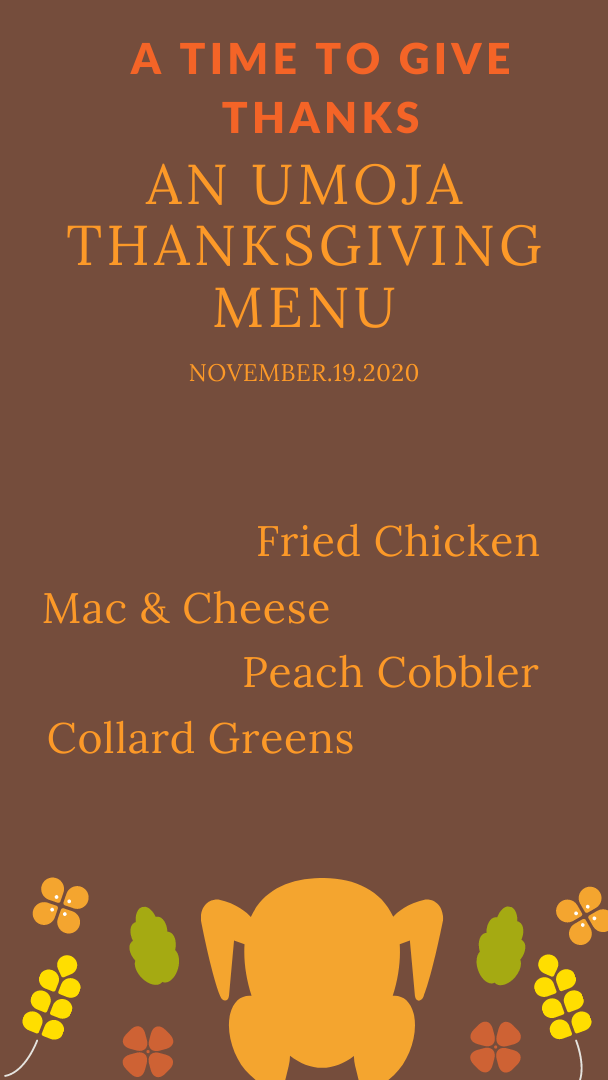 A TIME TO GIVE
THANKS
AN UMOJA
THANKSGIVING
MENU
NOVEMBER.19.2020
Fried Chicken
Mac & Cheese
Peach Cobbler
Collard Greens